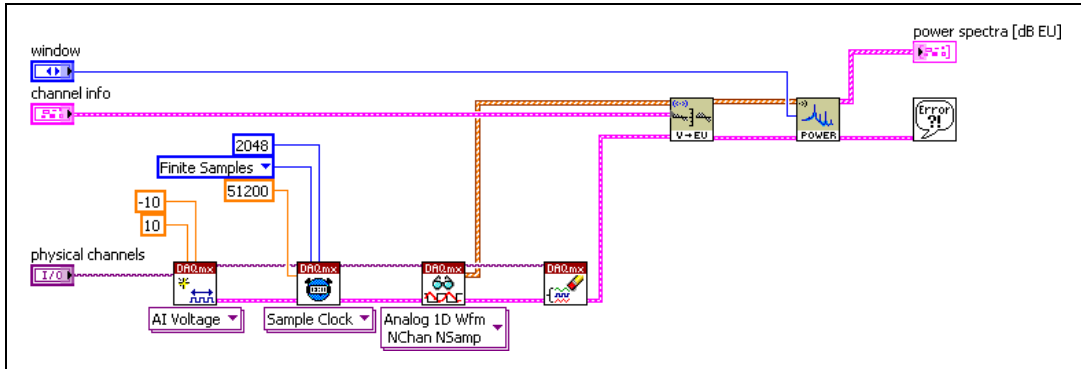 power spectra [dB EU]
window
channel info
Error
?!
V→EU
POWER
2048
Finite Samples
51200
-10
10
physical channels
I/O
DAQmx
DAQmx
DAQmx
DAQmx
AI Voltage
Sample Clock
Analog 1D Wfm
NChan NSamp